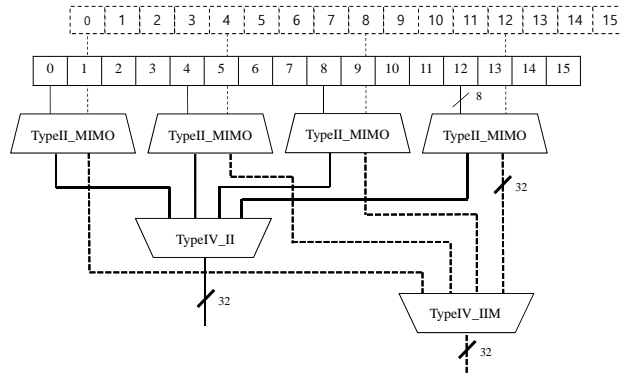 0 1 2 3 4 5 6 7 8 9 10 11 12 13 14 15
0 1 2 3 4 5 6 7 8 9 10 11 12 13 14 15
8
TypeII_MIMO TypeII_MIMO TypeII_MIMO TypeII_MIMO
32
TypeIV_II
32
TypeIV_IIM
32